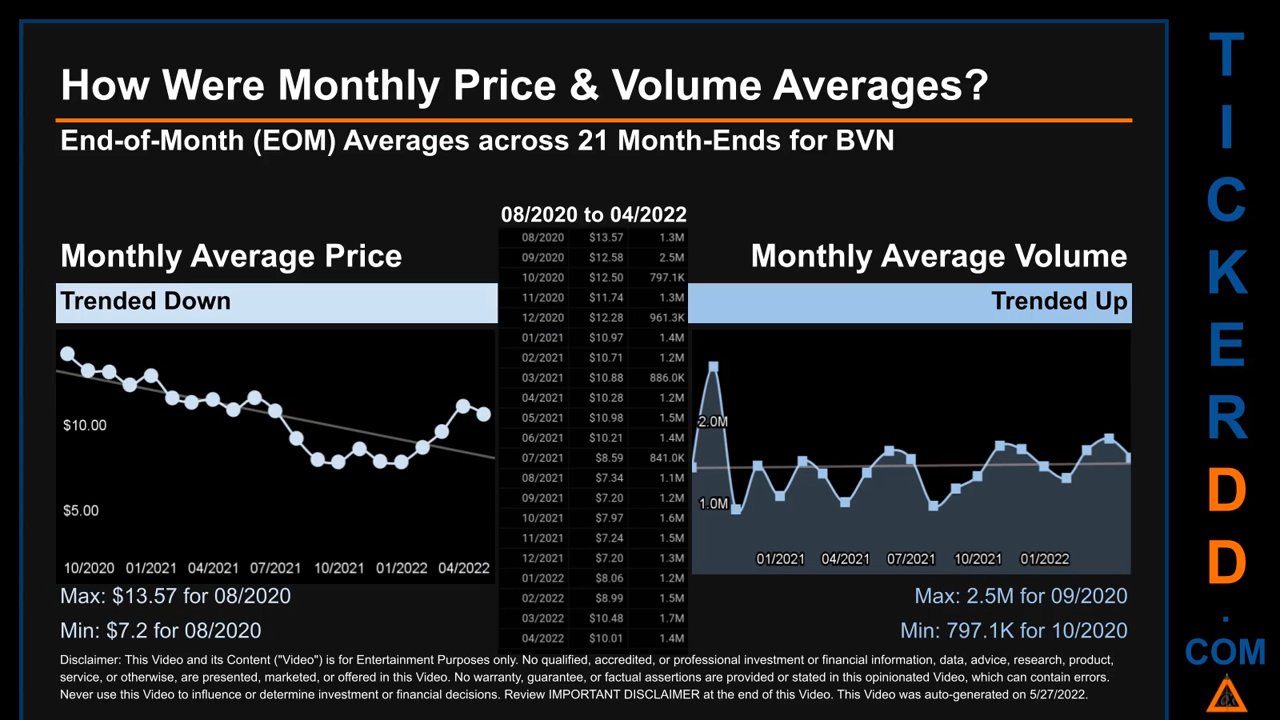 How Were Monthly Price & Volume Averages?
End-of-Month (EOM) Averages across 21 Month-Ends for BVN
08/2020 to 04/2022
Monthly Average Price
Trended Down
$10.00
$5.00
10/2020 01/2021 04/2021 07/2021 10/2021 01/2022 04/2022
Max: $13.57 for 08/2020
Min: $7.2 for 08/2020
08/2020 $13.57 1.3M
09/2020 $12.58 2.5M
10/2020 $12.50 797.1K
11/2020 $11.74 1.3M
12/2020 $12.28 961.3K
01/2021 $10.97 1.4M
02/2021 $10.71 1.2M
03/2021 $10.88 886.0K
04/2021 $10.28 1.2M
05/2021 $10.98 1.5M
06/2021 $10.21 1.4M
07/2021 $8.59 841.0K
08/2021 $7.34 1.1M
09/2021 $7.20 1.2M
10/2021 $7.97 1.6M
11/2021 $7.24 1.5M
12/2021 $7.20 1.3M
01/2022 $8.06 1.2M
02/2022 $8.99 1.5M
03/2022 $10.48 1.7M
04/2022 $10.01 1.4M
Monthly Average Volume
Trended Up
2.0M
1.0M
01/2021 04/2021 07/2021 10/2021 01/2022
Max: 2.5M for 09/2020
Min: 797.1K for 10/2020
Disclaimer: This Video and its Content ("Video") is for Entertainment Purposes only. No qualified, accredited, or professional investment or financial information, data, advice, research, product,
service, or otherwise, are presented, marketed, or offered in this Video. No warranty, guarantee, or factual assertions are provided or stated in this opinionated Video, which can contain errors.
Never use this Video to influence or determine investment or financial decisions. Review IMPORTANT DISCLAIMER at the end of this Video. This Video was auto-generated on 5/27/2022.
T
I
C
K
E
R
D
D
.
COM